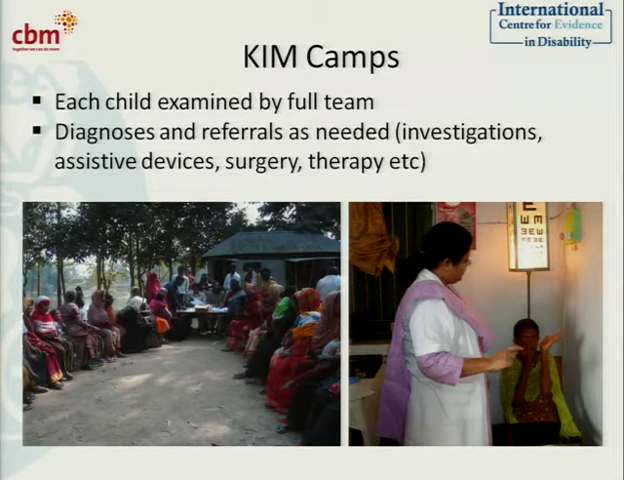 cbm
together we can do more
International
Centre for Evidence
in Disability
KIM Camps
Each child examined by full team
Diagnoses and referrals as needed (investigations,
assistive devices, surgery, therapy etc)